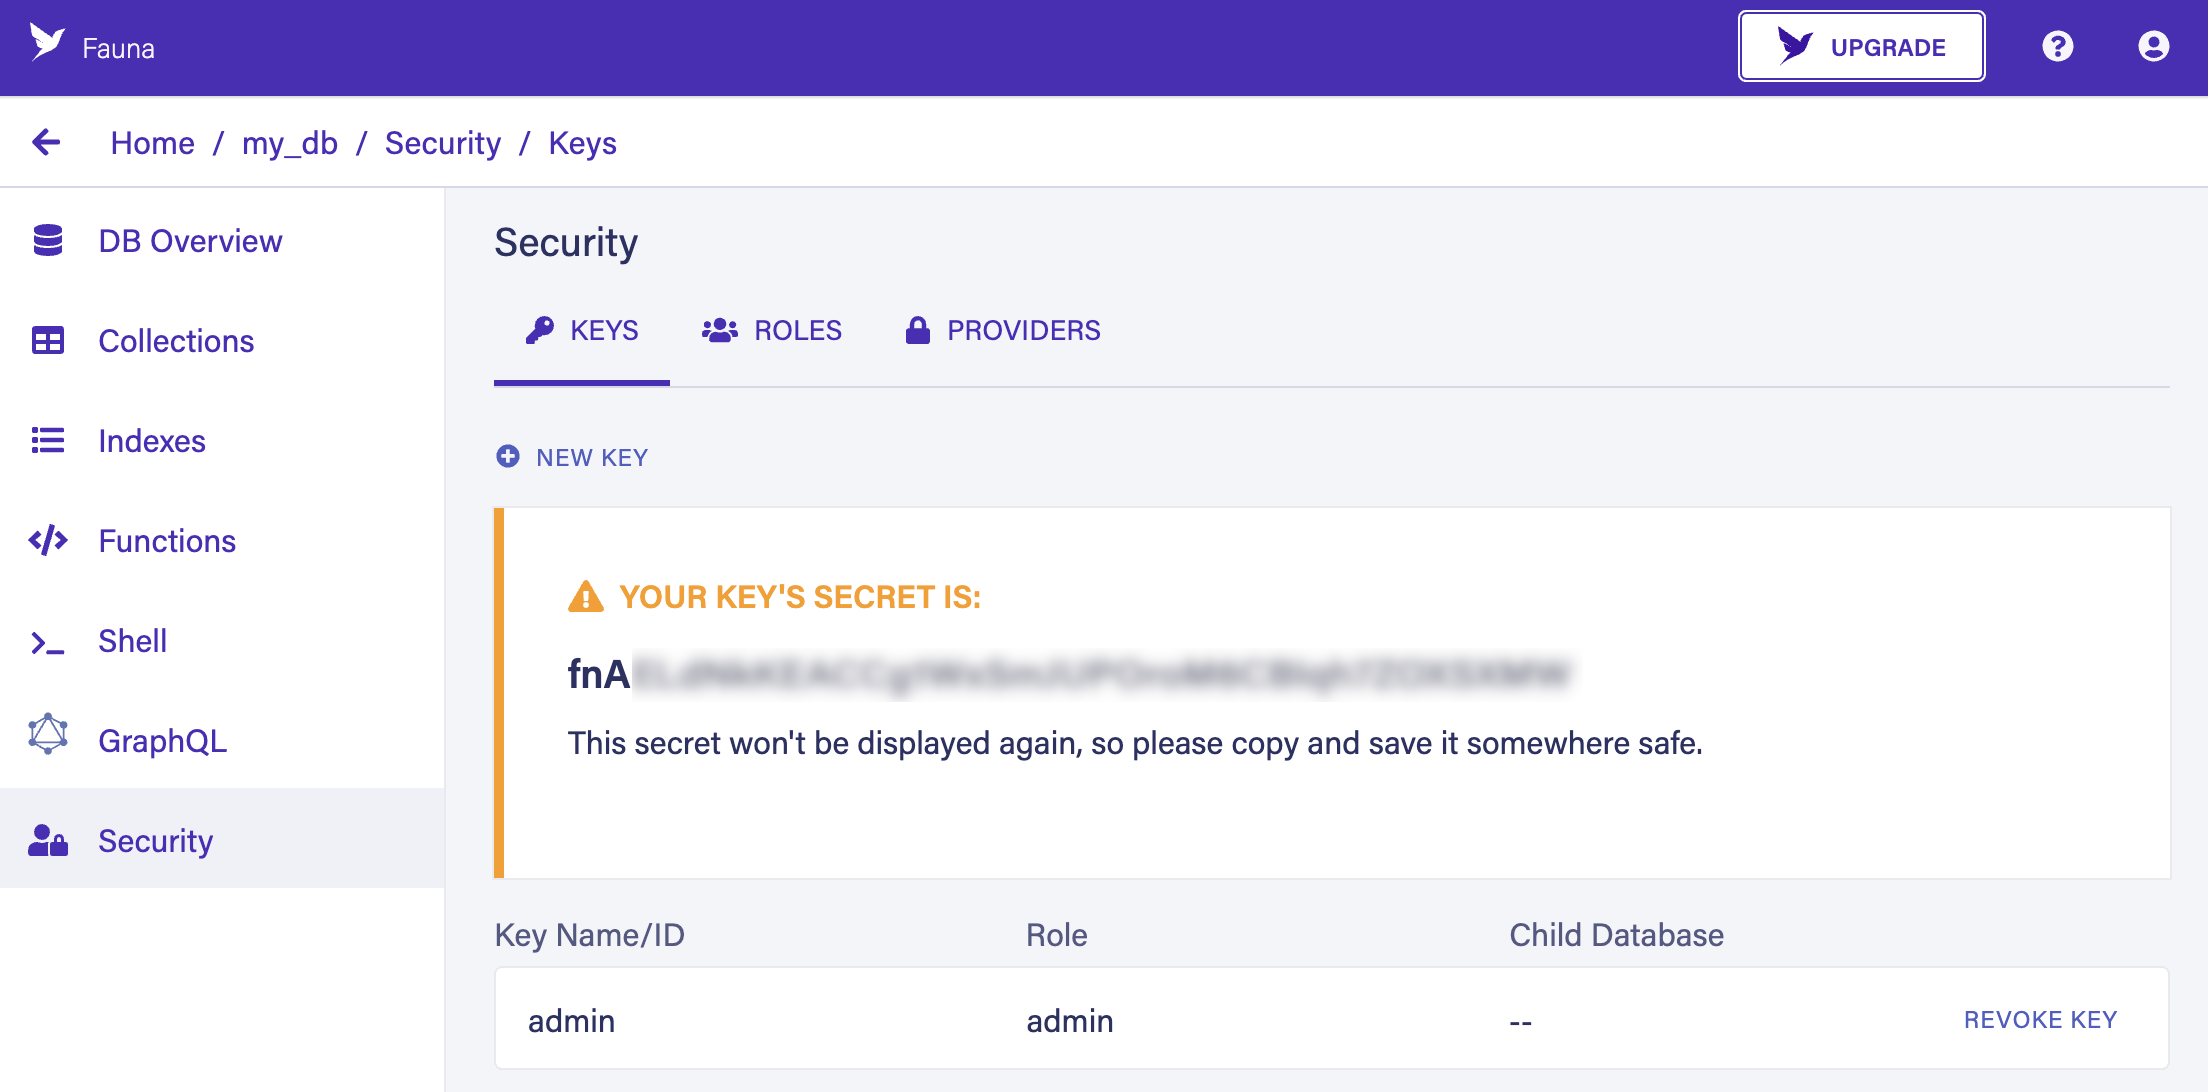 Fauna
UPGRADE
Home / my_db / Security / Keys
DB Overview
Collections
Indexes
Functions
Shell
GraphQL
Security
Security
KEYS
ROLES
PROVIDERS
NEW KEY
YOUR KEY'S SECRET IS:
fnA
This secret won't be displayed again, so please copy and save it somewhere safe.
Key Name/ID Role Child Database
admin admin -- REVOKE KEY